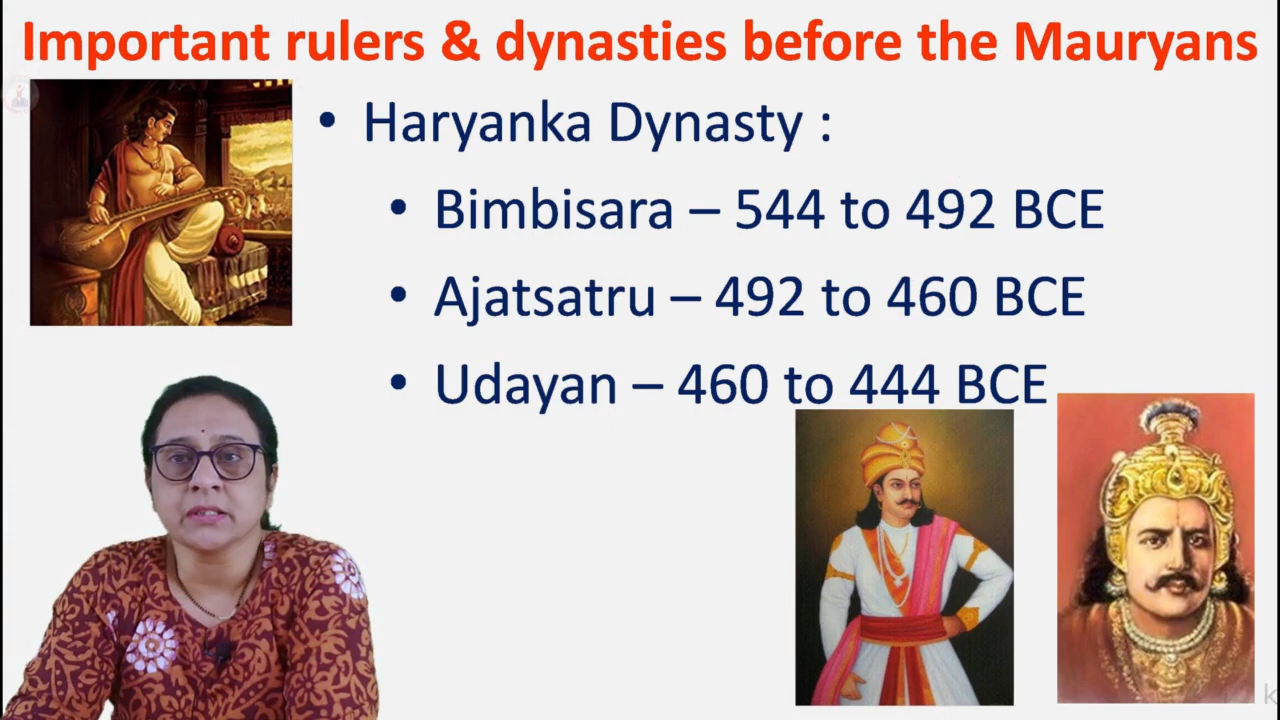 Important rulers & dynasties before the Mauryans
• Haryanka Dynasty :
• Bimbisara – 544 to 492 BCE
• Ajatsatru – 492 to 460 BCE
• Udayan – 460 to 444 BCE